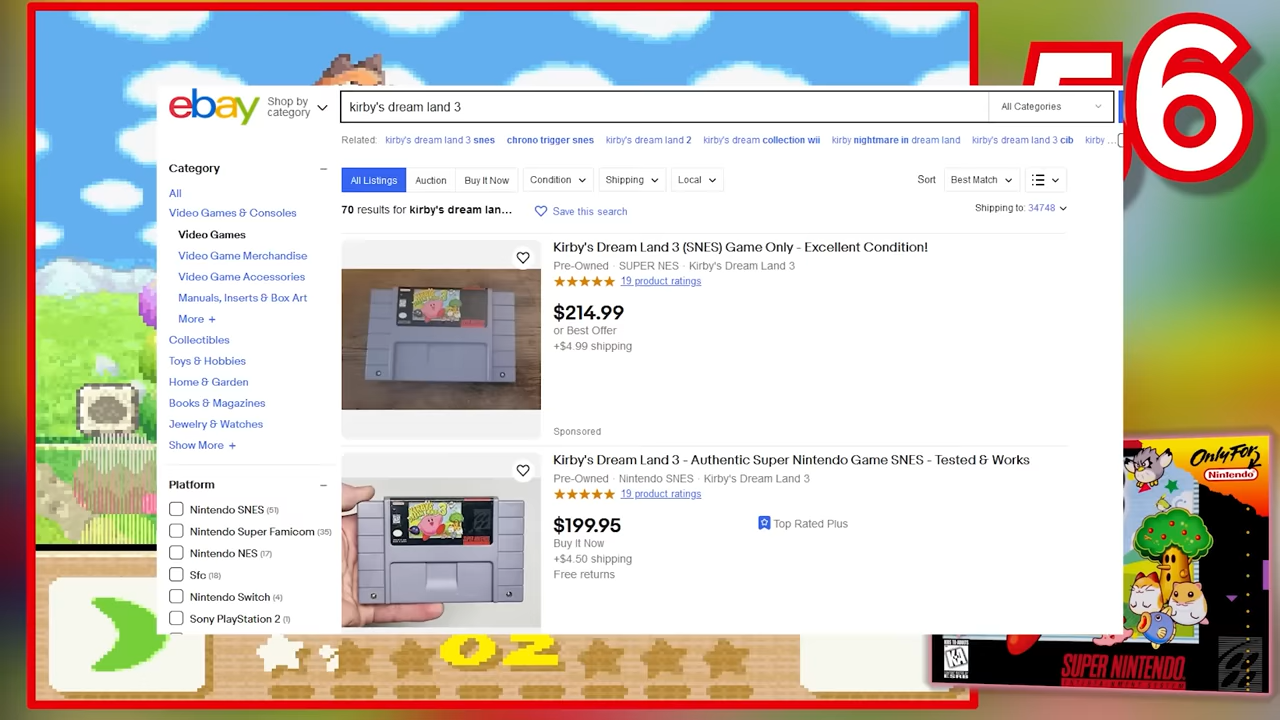 56
ebay
Shop by category
kirby's dream land 3
All Categories
Related: kirby's dream land 3 snes chrono trigger snes kirby's dream land 2 kirby's dream collection wii kirby nightmare in dream land kirby's dream land 3 cib kirby ...
Category
All
Video Games & Consoles
Video Games
Video Game Merchandise
Video Game Accessories
Manuals, Inserts & Box Art
More +
Collectibles
Toys & Hobbies
Home & Garden
Books & Magazines
Jewelry & Watches
Show More +
Platform
Nintendo SNES (51)
Nintendo Super Famicom (35)
Nintendo NES (17)
Sfc (18)
Nintendo Switch (4)
Sony PlayStation 2 (1)
All Listings Auction Buy It Now Condition Shipping Local
Sort Best Match
70 results for kirby's dream lan...
Save this search
Shipping to: 34748
Kirby's Dream Land 3 (SNES) Game Only - Excellent Condition!
Pre-Owned · SUPER NES · Kirby's Dream Land 3
19 product ratings
$214.99
or Best Offer
+$4.99 shipping
Sponsored
Kirby's Dream Land 3 - Authentic Super Nintendo Game SNES - Tested & Works
Pre-Owned · Nintendo SNES · Kirby's Dream Land 3
19 product ratings
$199.95
Buy It Now
+$4.50 shipping
Free returns
Top Rated Plus
02
Only For
Nintendo
SUPER NINTENDO
ENTERTAINMENT SYSTEM
ESRB